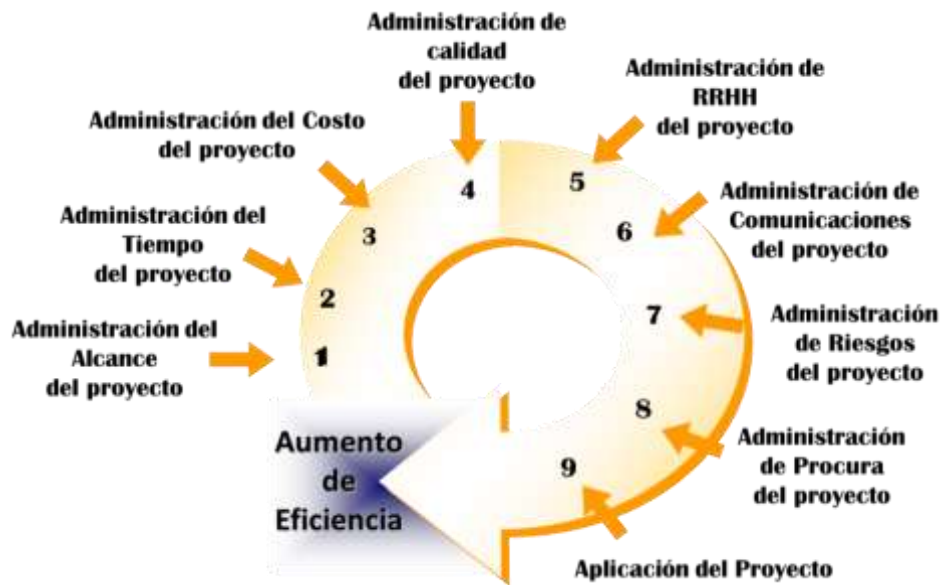 Administración de
calidad
del proyecto
Administración de
RRHH
del proyecto
Administración del Costo
del proyecto
Administración de
Comunicaciones
del proyecto
Administración del
Tiempo
del proyecto
Administración del
Alcance
del proyecto
Administración
de Riesgos
del proyecto
Administración
de Procura
del proyecto
Aplicación del Proyecto
1
2
3
4
5
6
7
8
9
Aumento
de
Eficiencia